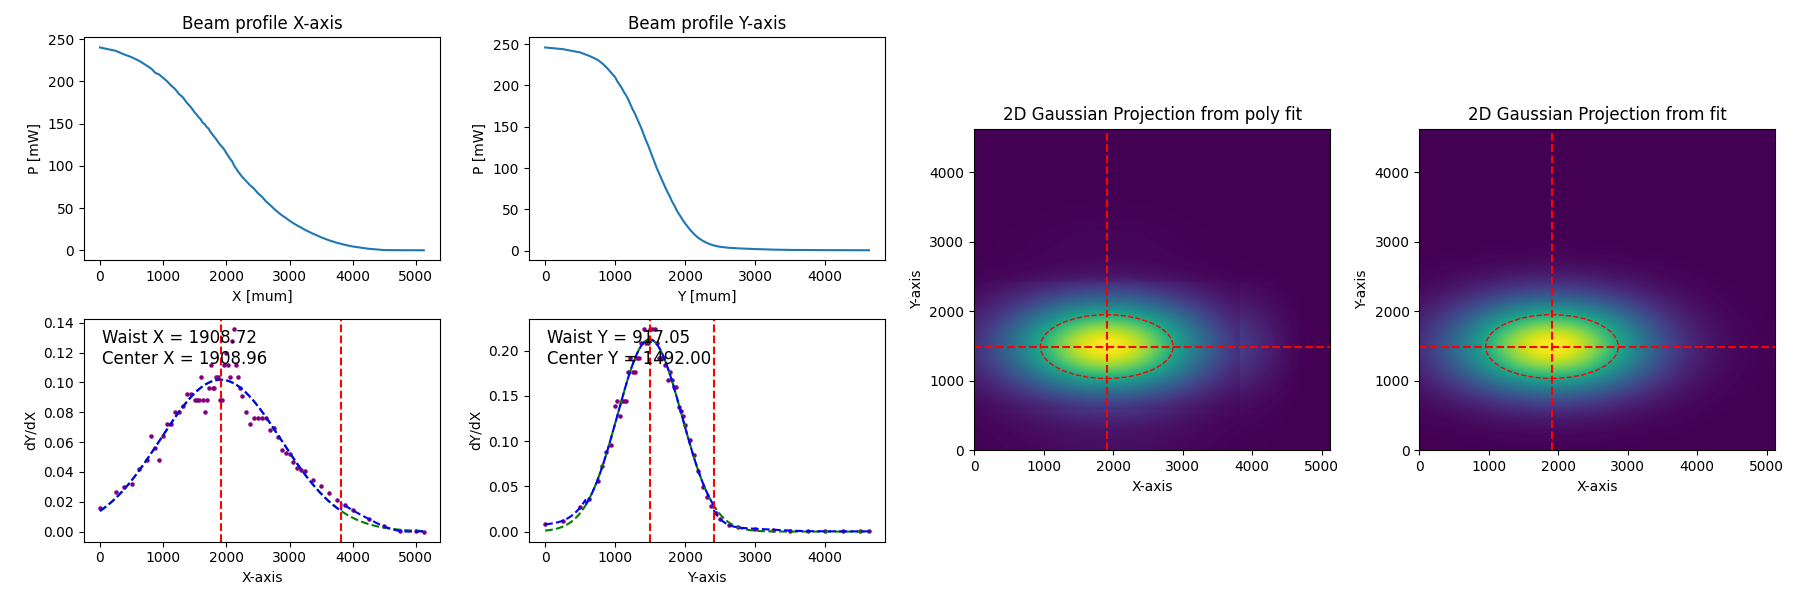 Beam profile X-axis
250
200
150
100
50
0
P [mW]
0 1000 2000 3000 4000 5000
X [mum]
Beam profile Y-axis
250
200
150
100
50
0
P [mW]
0 1000 2000 3000 4000
Y [mum]
Waist X = 1908.72
Center X = 1908.96
0.14
0.12
0.10
0.08
0.06
0.04
0.02
0.00
dY/dX
0 1000 2000 3000 4000 5000
X-axis
Waist Y = 917.05
Center Y = 1492.00
0.20
0.15
0.10
0.05
0.00
dY/dX
0 1000 2000 3000 4000
Y-axis
2D Gaussian Projection from poly fit
4000
3000
2000
1000
0
Y-axis
0 1000 2000 3000 4000 5000
X-axis
2D Gaussian Projection from fit
4000
3000
2000
1000
0
Y-axis
0 1000 2000 3000 4000 5000
X-axis